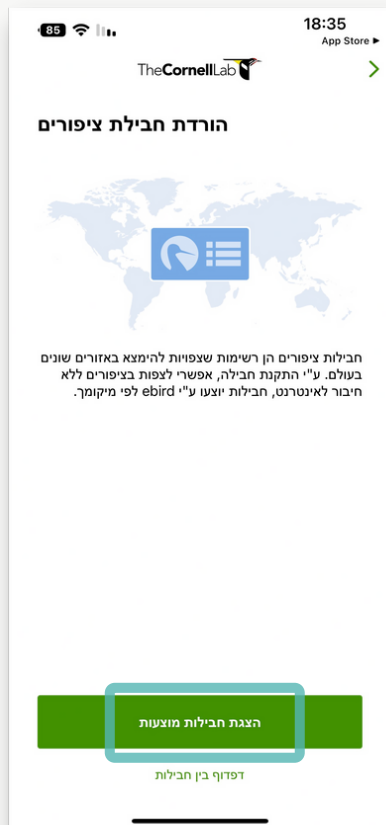 18:35
85
App Store
TheCornellLab
הורדת חבילת ציפורים
חבילות ציפורים הן רשימות שצפויות להימצא באזורים שונים
בעולם. ע"י התקנת חבילה, אפשרי לצפות בציפורים ללא
חיבור לאינטרנט, חבילות יוצעו ע"י ebird לפי מיקומך.
הצגת חבילות מוצעות
דפדוף בין חבילות